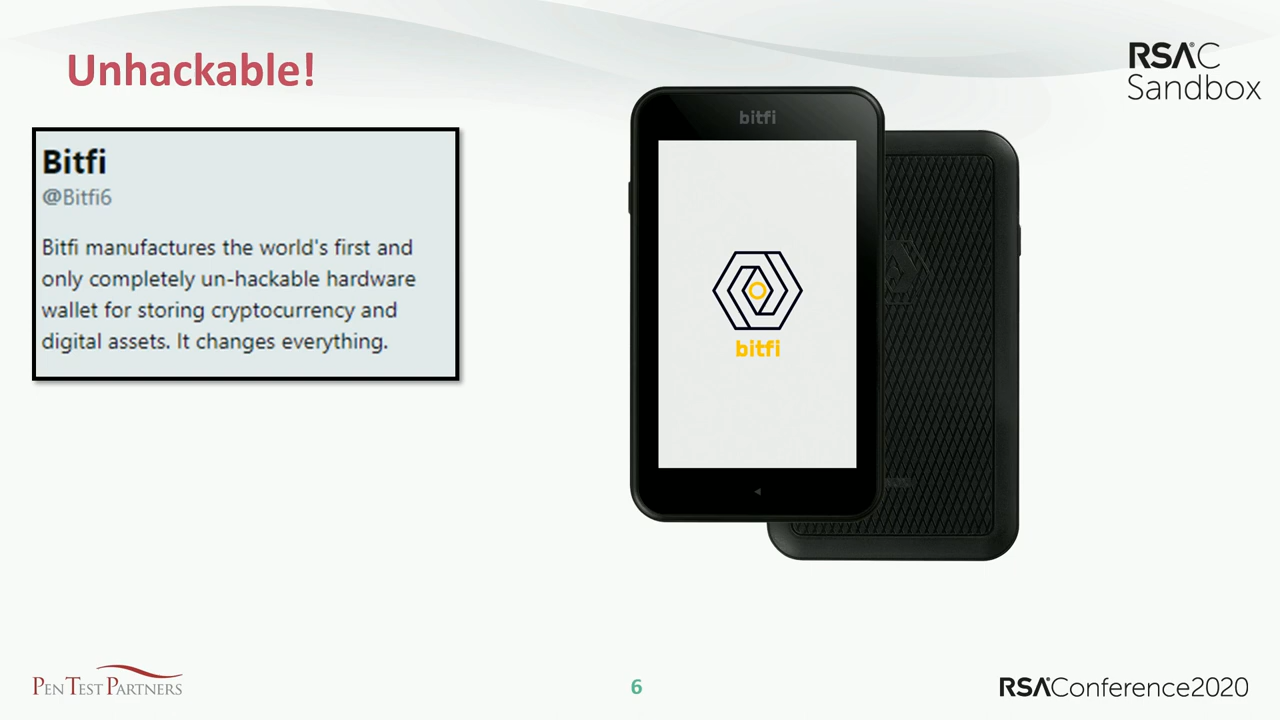 Unhackable!
RSAC
Sandbox
Bitfi
@Bitfi6
Bitfi manufactures the world's first and
only completely un-hackable hardware
wallet for storing cryptocurrency and
digital assets. It changes everything.
bitfi
bitfi
PEN TEST PARTNERS
6
RSAConference2020